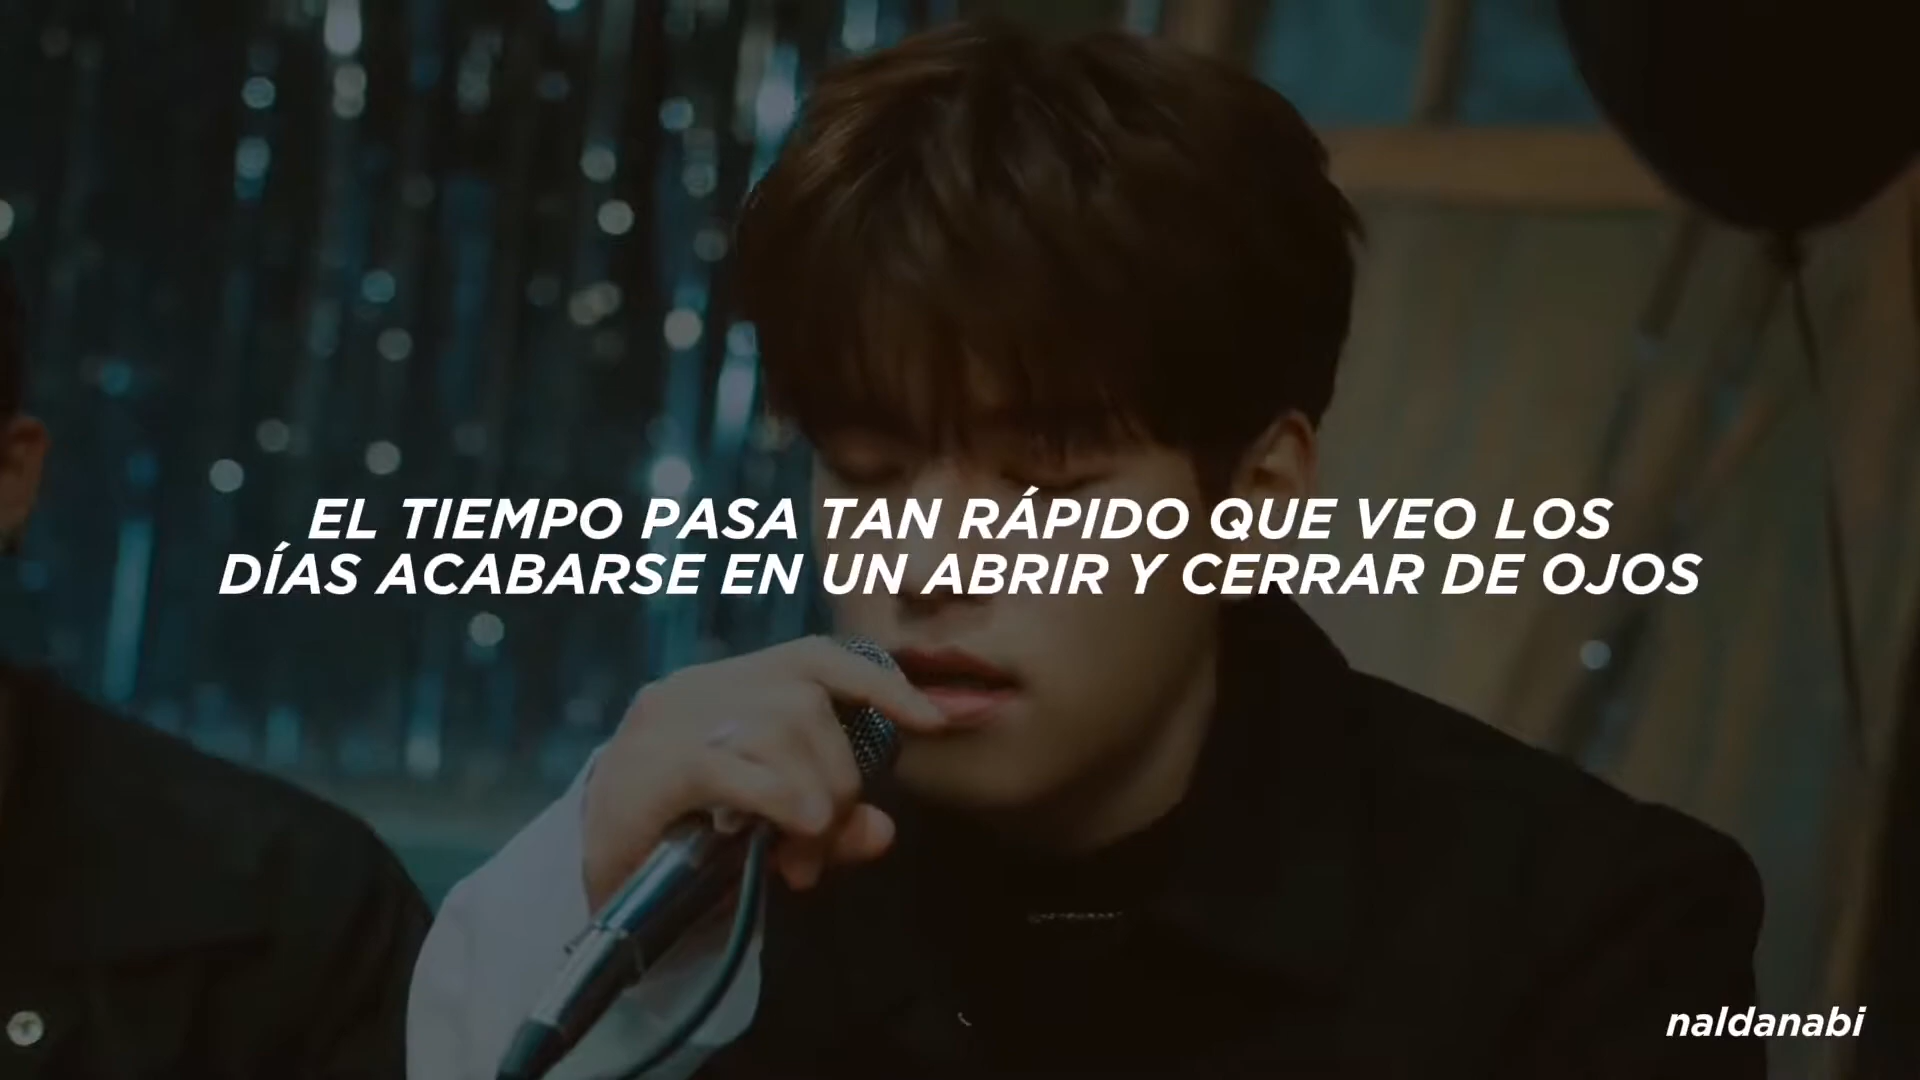 EL TIEMPO PASA TAN RÁPIDO QUE VEO LOS
DÍAS ACABARSE EN UN ABRIR Y CERRAR DE OJOS
naldanabi